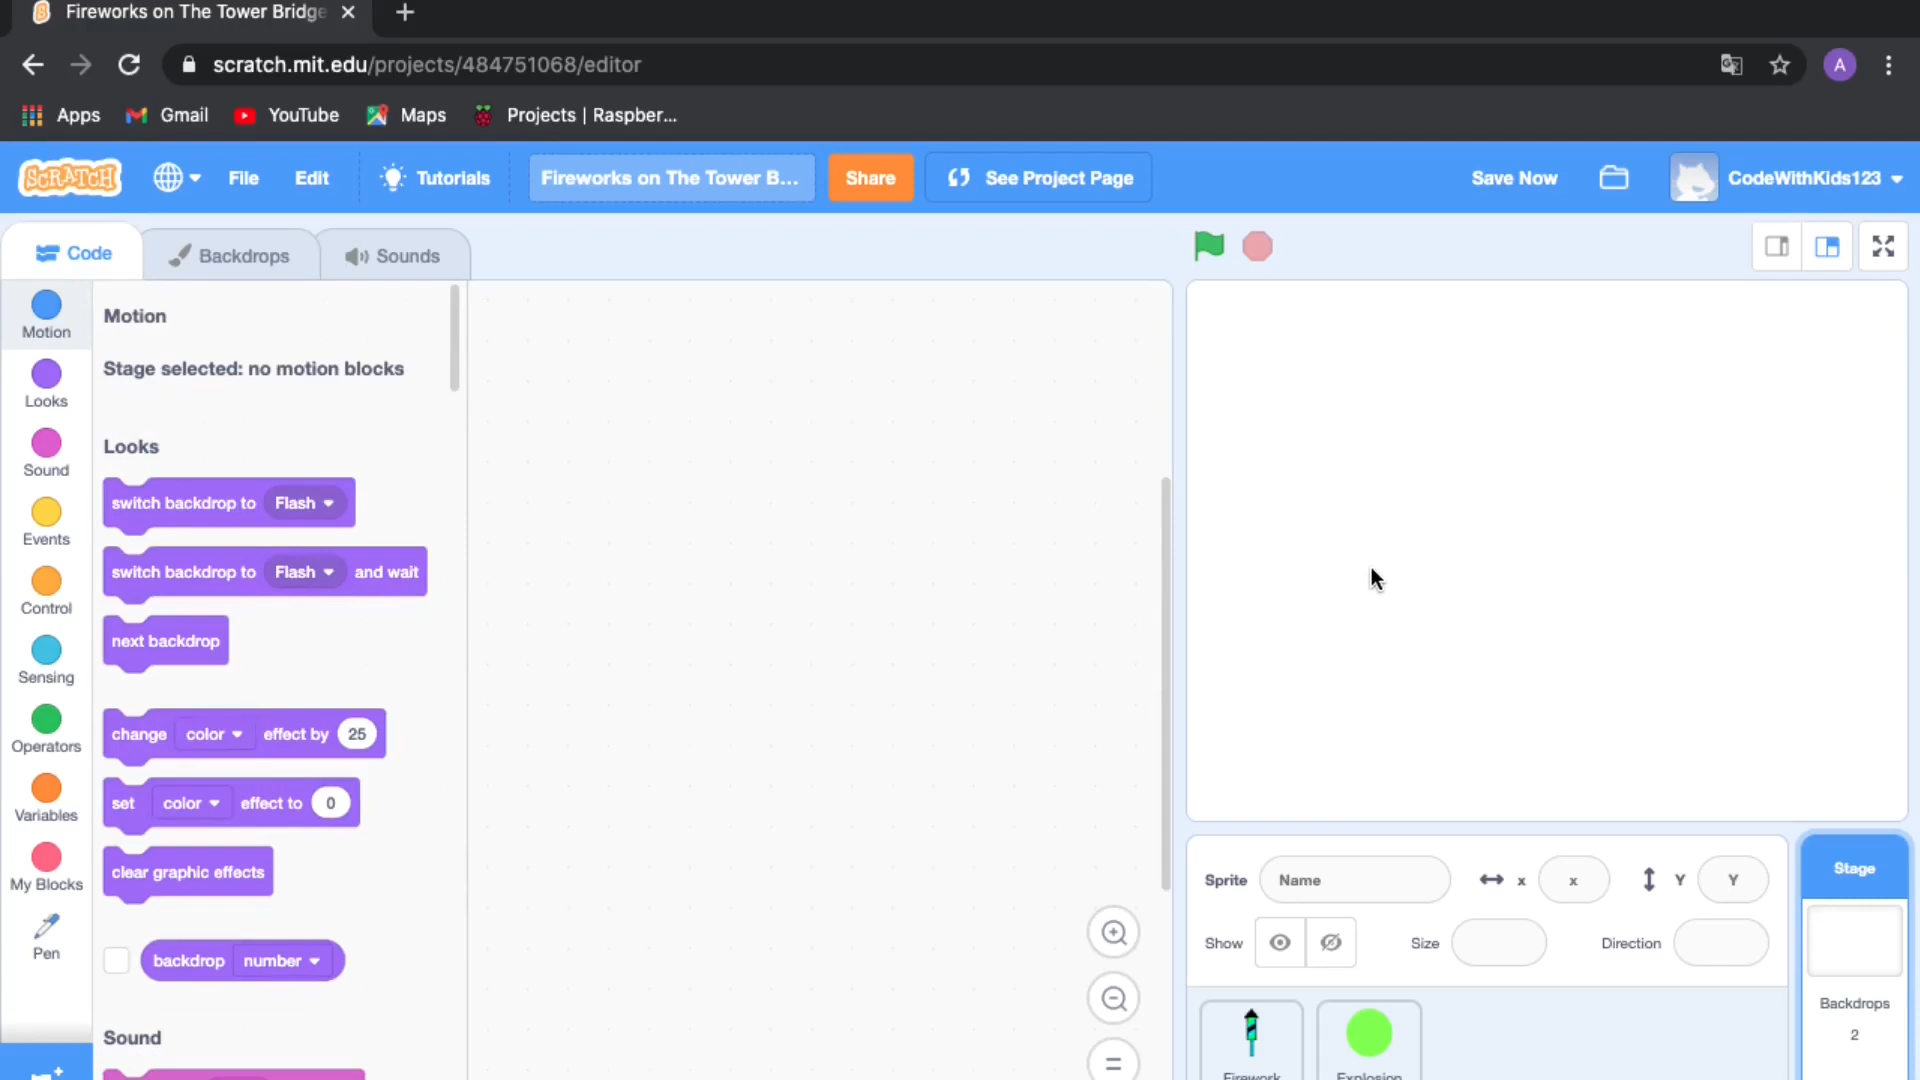 Fireworks on The Tower Bridge
scratch.mit.edu/projects/484751068/editor
A
Apps
Gmail
YouTube
Maps
Projects | Raspber...
SCRATCH
File
Edit
Tutorials
Fireworks on The Tower B...
Share
See Project Page
Save Now
CodeWithKids123
Code
Backdrops
Sounds
Motion
Looks
Sound
Events
Control
Sensing
Operators
Variables
My Blocks
Pen
Motion
Stage selected: no motion blocks
Looks
switch backdrop to Flash
switch backdrop to Flash and wait
next backdrop
change color effect by 25
set color effect to 0
clear graphic effects
backdrop number
Sound
Sprite Name x x Y Y
Show Size Direction
Firework
Explosion
Stage
Backdrops
2